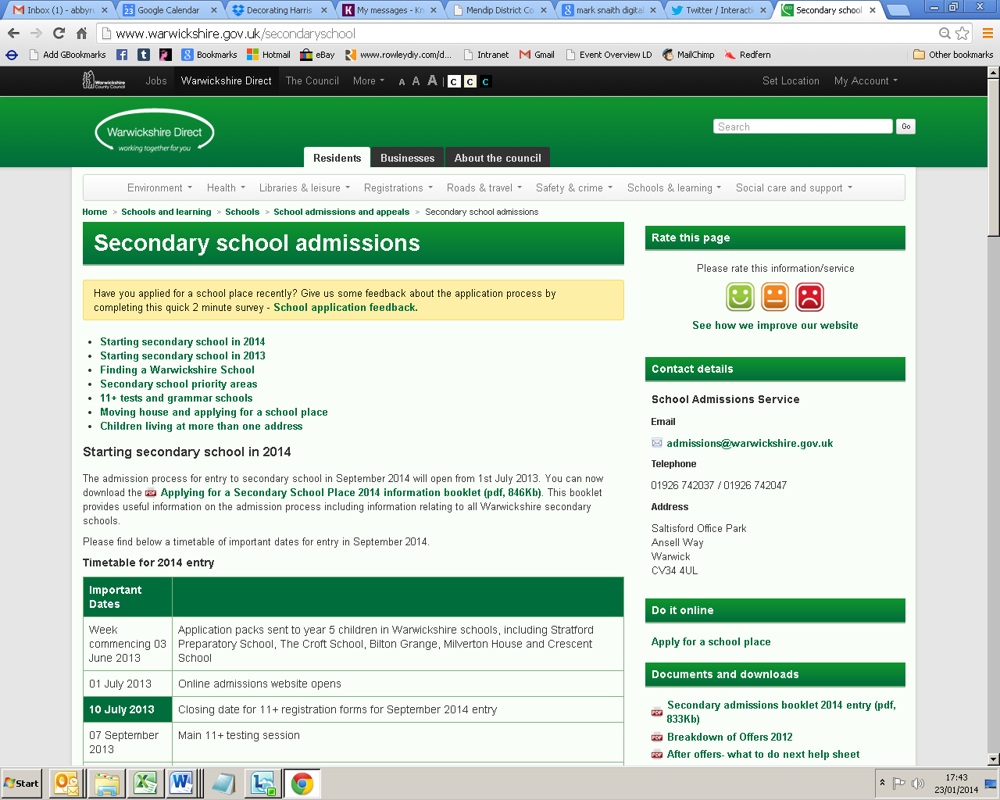 Inbox (1) - abbyru
Google Calendar
Decorating Harris
My messages - Kn
Mendip District Co
mark snaith digital
Twitter / Interacti
Secondary school
www.warwickshire.gov.uk/secondaryschool
Add GBookmarks
Bookmarks
Hotmail
eBay
www.rowleydiy.com/d...
Intranet
Gmail
Event Overview LD
MailChimp
Redfern
Other bookmarks
Warwickshire
County Council
Jobs
Warwickshire Direct
The Council
More
A A A | C C C
Set Location
My Account
Warwickshire Direct
working together for you
Search
Go
Residents
Businesses
About the council
Environment
Health
Libraries & leisure
Registrations
Roads & travel
Safety & crime
Schools & learning
Social care and support
Home > Schools and learning > Schools > School admissions and appeals > Secondary school admissions
Secondary school admissions
Have you applied for a school place recently? Give us some feedback about the application process by
completing this quick 2 minute survey - School application feedback.
Starting secondary school in 2014
Starting secondary school in 2013
Finding a Warwickshire School
Secondary school priority areas
11+ tests and grammar schools
Moving house and applying for a school place
Children living at more than one address
Starting secondary school in 2014
The admission process for entry to secondary school in September 2014 will open from 1st July 2013. You can now
download the PDF Applying for a Secondary School Place 2014 information booklet (pdf, 846Kb). This booklet
provides useful information on the admission process including information relating to all Warwickshire secondary
schools.
Please find below a timetable of important dates for entry in September 2014.
Timetable for 2014 entry
Important
Dates
Week
commencing 03
June 2013
Application packs sent to year 5 children in Warwickshire schools, including Stratford
Preparatory School, The Croft School, Bilton Grange, Milverton House and Crescent
School
01 July 2013
Online admissions website opens
10 July 2013
Closing date for 11+ registration forms for September 2014 entry
07 September
2013
Main 11+ testing session
Rate this page
Please rate this information/service
See how we improve our website
Contact details
School Admissions Service
Email
admissions@warwickshire.gov.uk
Telephone
01926 742037 / 01926 742047
Address
Saltisford Office Park
Ansell Way
Warwick
CV34 4UL
Do it online
Apply for a school place
Documents and downloads
PDF Secondary admissions booklet 2014 entry (pdf,
833Kb)
PDF Breakdown of Offers 2012
PDF After offers- what to do next help sheet
Start
17:43
23/01/2014